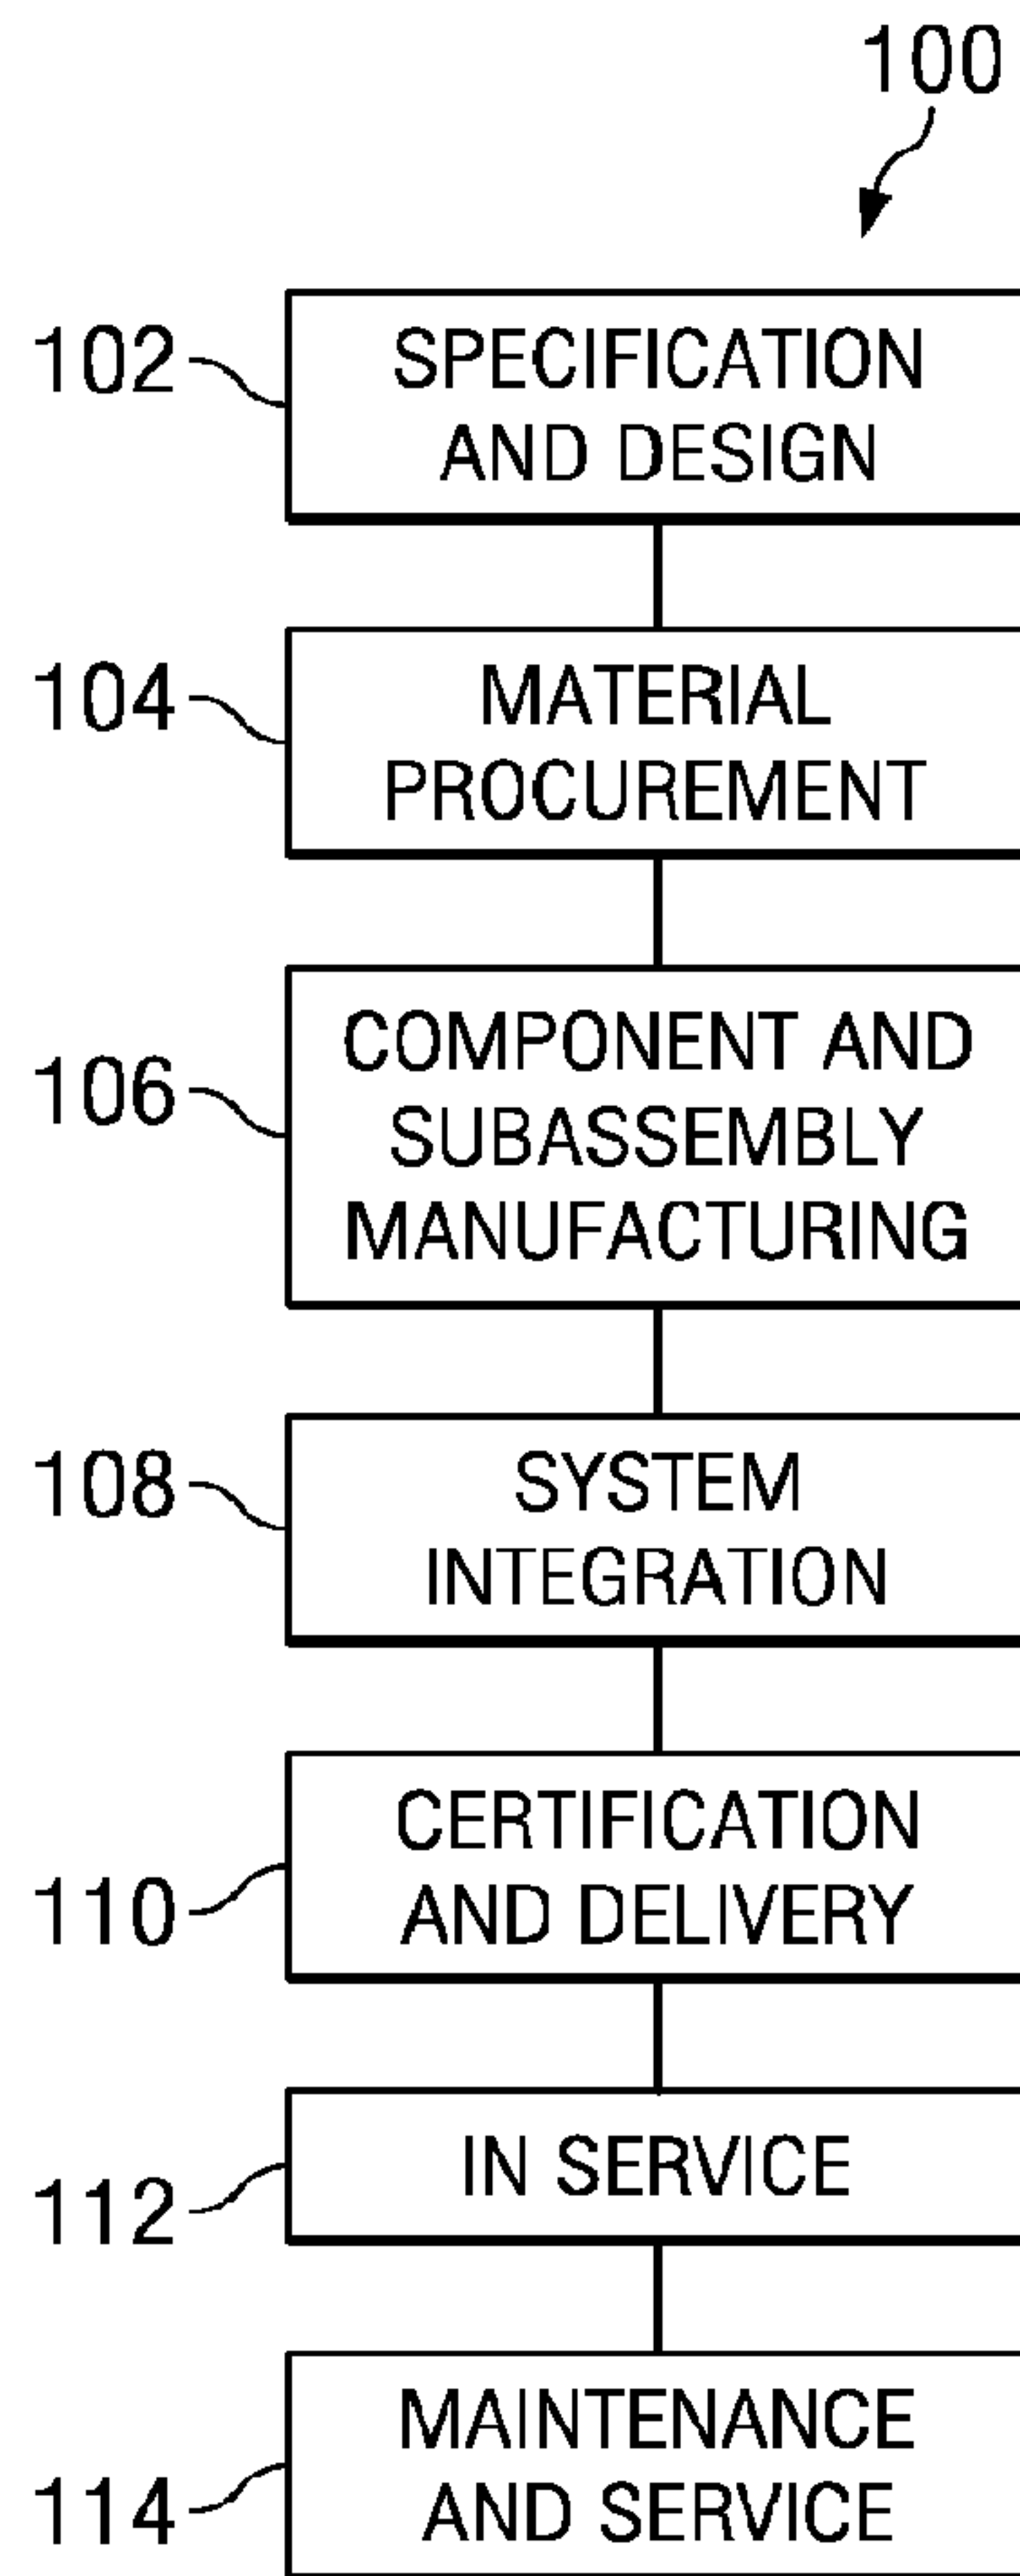 100
102
SPECIFICATION
AND DESIGN
104
MATERIAL
PROCUREMENT
106
COMPONENT AND
SUBASSEMBLY
MANUFACTURING
108
SYSTEM
INTEGRATION
110
CERTIFICATION
AND DELIVERY
112
IN SERVICE
114
MAINTENANCE
AND SERVICE